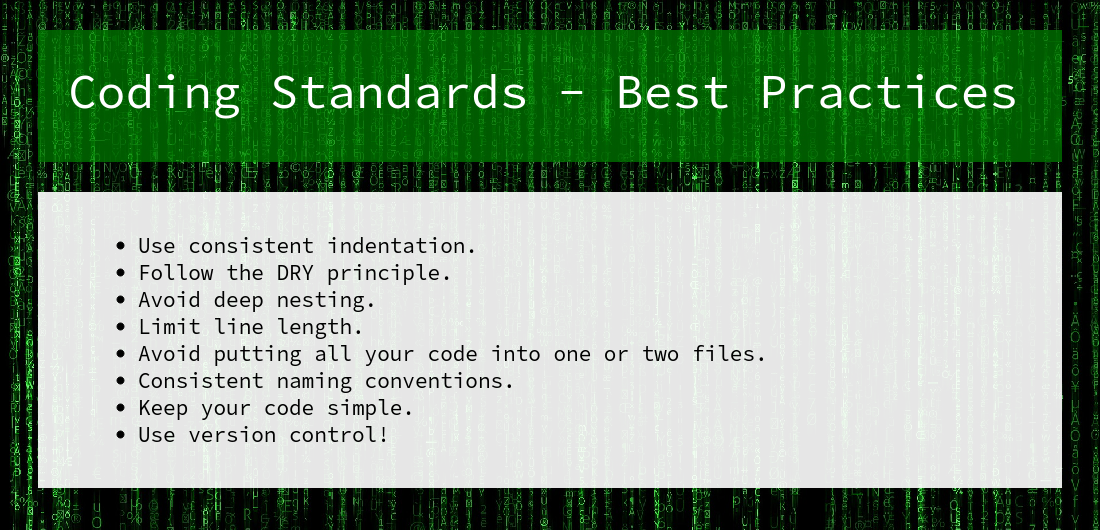 Coding Standards - Best Practices
• Use consistent indentation.
• Follow the DRY principle.
• Avoid deep nesting.
• Limit line length.
• Avoid putting all your code into one or two files.
• Consistent naming conventions.
• Keep your code simple.
• Use version control!